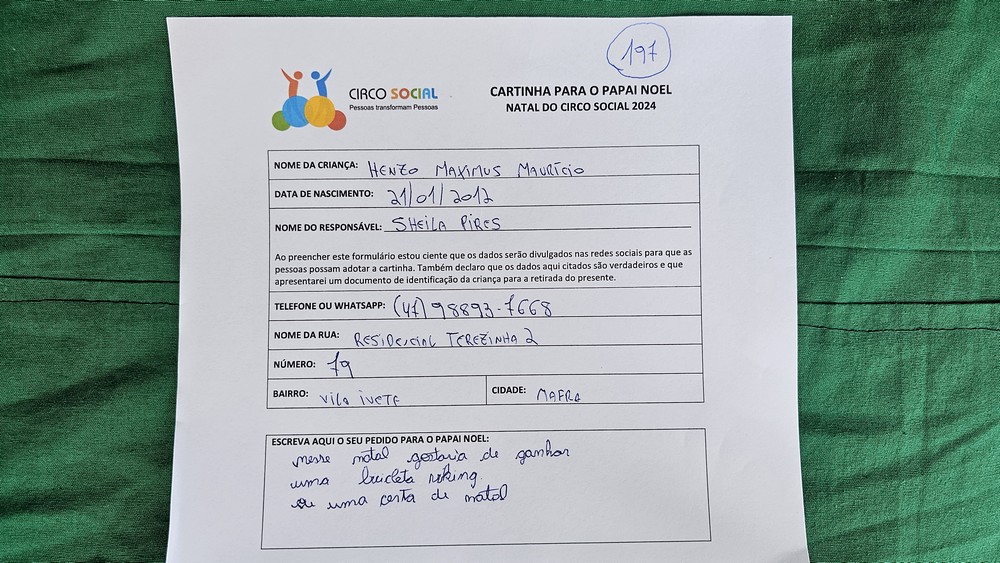 197
CIRCO SOCIAL
Pessoas transformam Pessoas
CARTINHA PARA O PAPAI NOEL
NATAL DO CIRCO SOCIAL 2024
NOME DA CRIANÇA: HENZO MAXIMUS MAURÍCIO
DATA DE NASCIMENTO: 21/01/2012
NOME DO RESPONSÁVEL: SHEILA PIRES
Ao preencher este formulário estou ciente que os dados serão divulgados nas redes sociais para que as
pessoas possam adotar a cartinha. Também declaro que os dados aqui citados são verdadeiros e que
apresentarei um documento de identificação da criança para a retirada do presente.
TELEFONE OU WHATSAPP: (47) 98893-7668
NOME DA RUA: RESIDEICIAL TEREZINHA 2
NÚMERO: 79
BAIRRO: Vila iVETE CIDADE: MAFRA
ESCREVA AQUI O SEU PEDIDO PARA O PAPAI NOEL:
nesse natal gostaria de ganhar
uma bicicleta
ou uma cesta de natal